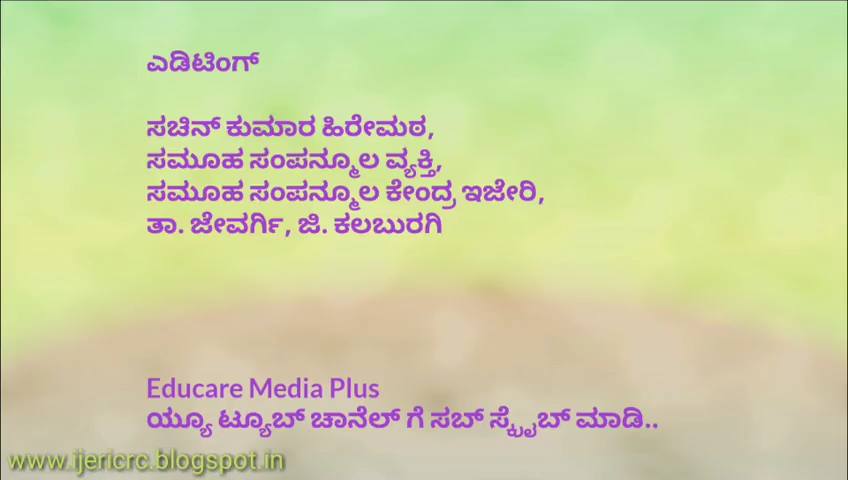 ಎಡಿಟಿಂಗ್
ಸಚಿನ್ ಕುಮಾರ ಹಿರೇಮಠ,
ಸಮೂಹ ಸಂಪನ್ಮೂಲ ವ್ಯಕ್ತಿ,
ಸಮೂಹ ಸಂಪನ್ಮೂಲ ಕೇಂದ್ರ ಇಜೇರಿ,
ತಾ. ಜೇವರ್ಗಿ, ಜಿ. ಕಲಬುರಗಿ
Educare Media Plus
ಯ್ಯೂ ಟ್ಯೂಬ್ ಚಾನೆಲ್ ಗೆ ಸಬ್ ಸ್ಕ್ರೈಬ್ ಮಾಡಿ..
www.ijericrc.blogspot.in